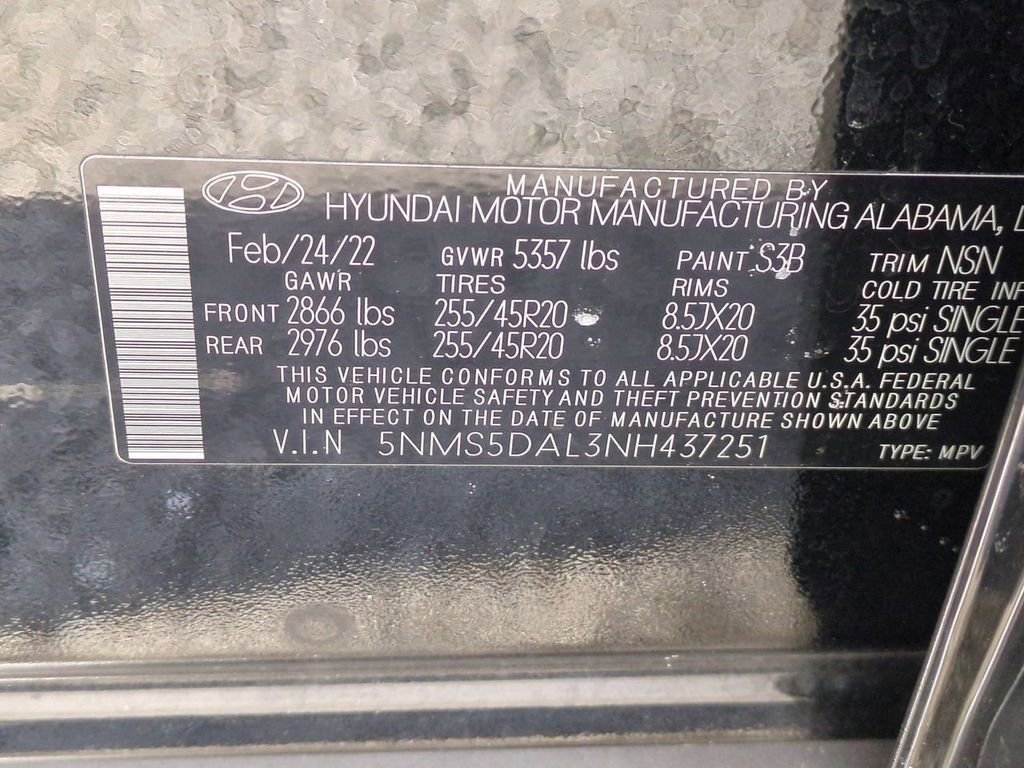 MANUFACTURED BY
HYUNDAI MOTOR MANUFACTURING ALABAMA,
Feb/24/22 GVWR 5357 lbs PAINT S3B TRIM NSN
GAWR TIRES RIMS COLD TIRE INF
FRONT 2866 lbs 255/45R20 8.5JX20 35 psi SINGLE
REAR 2976 lbs 255/45R20 8.5JX20 35 psi SINGLE
THIS VEHICLE CONFORMS TO ALL APPLICABLE U.S.A. FEDERAL
MOTOR VEHICLE SAFETY AND THEFT PREVENTION STANDARDS
IN EFFECT ON THE DATE OF MANUFACTURE SHOWN ABOVE
V.I.N 5NMS5DAL3NH437251 TYPE: MPV